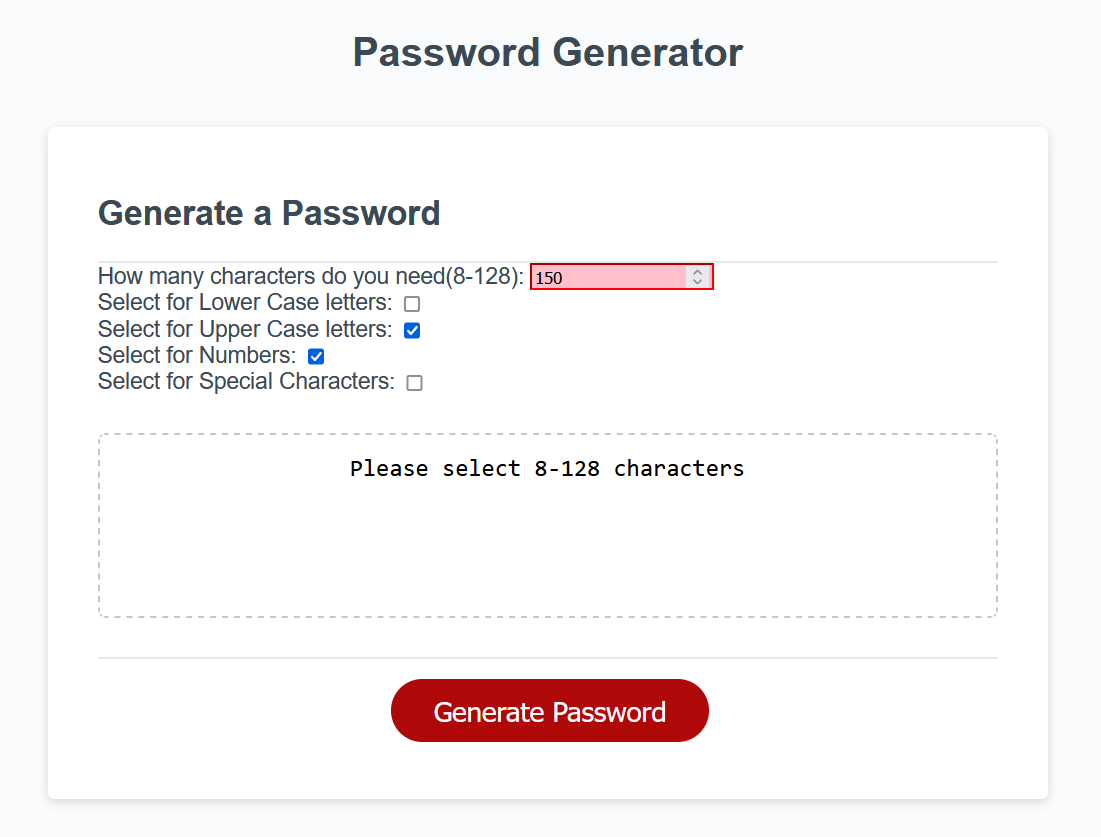 Password Generator
Generate a Password
How many characters do you need(8-128): 150
Select for Lower Case letters:
Select for Upper Case letters:
Select for Numbers:
Select for Special Characters:
Please select 8-128 characters
Generate Password